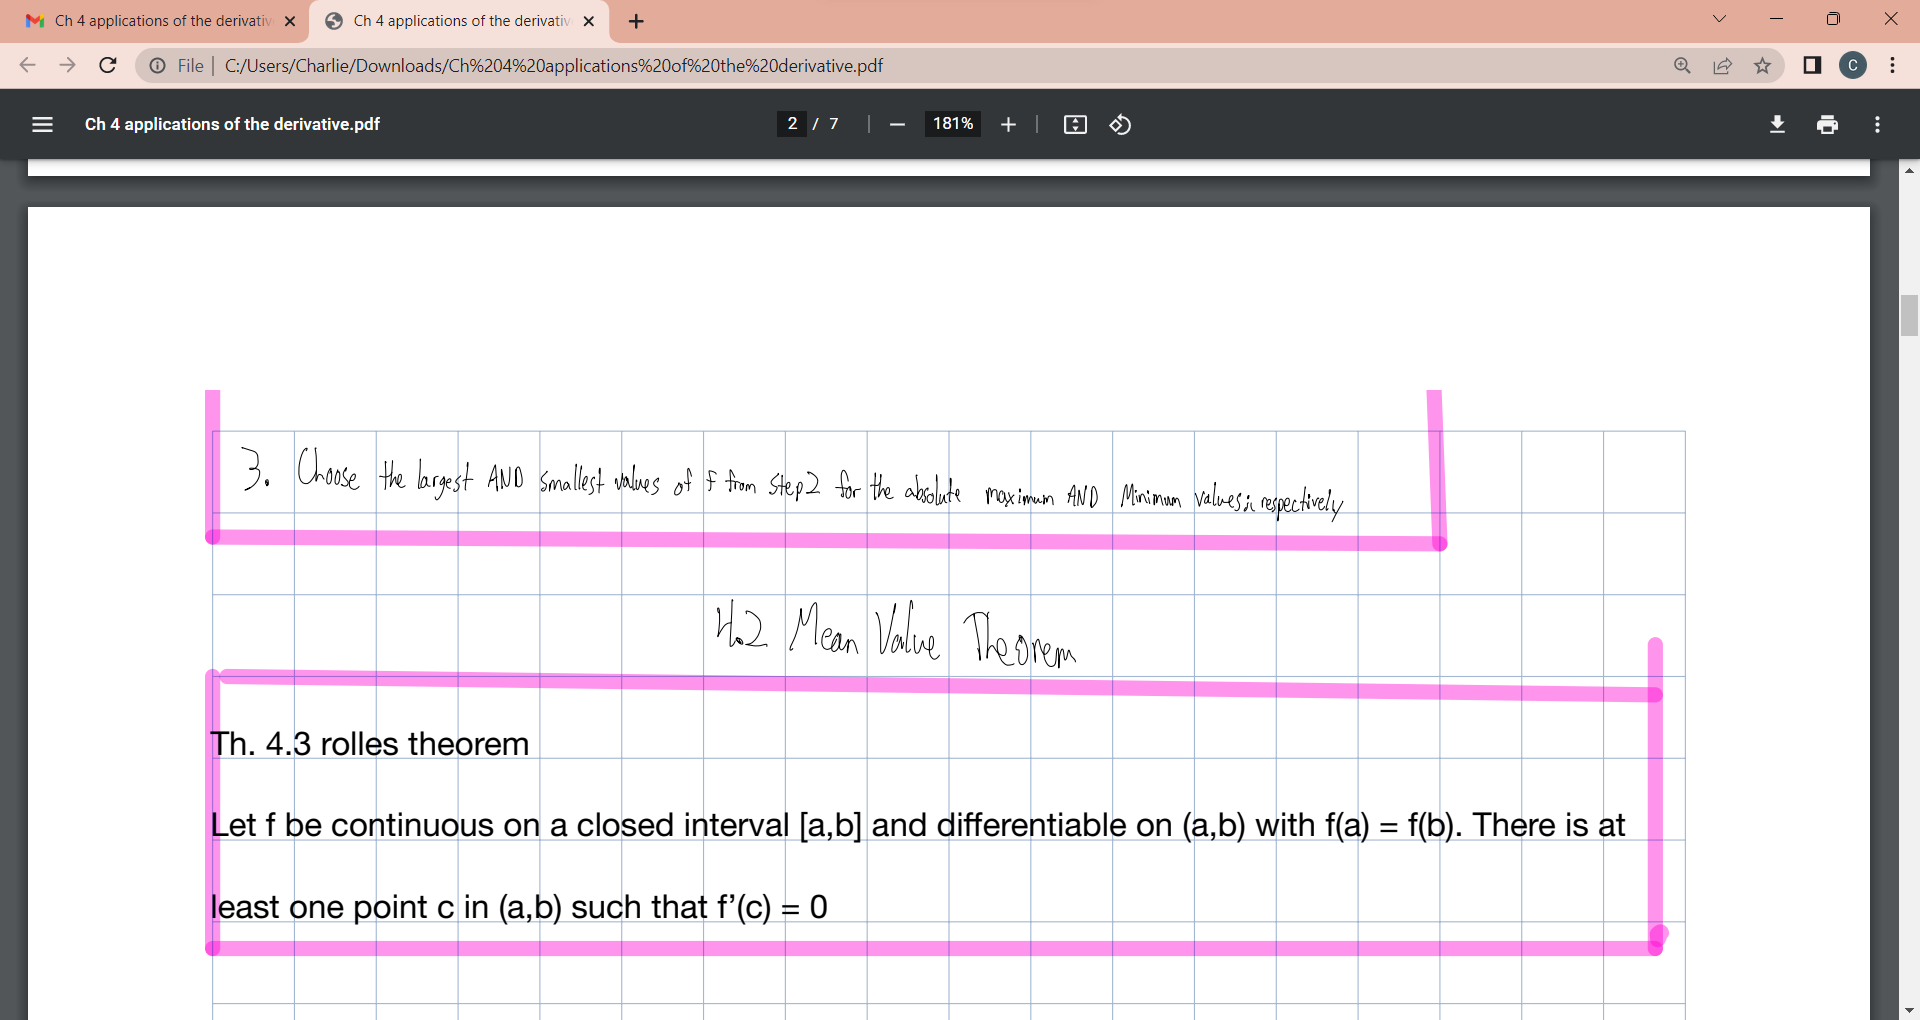 Ch 4 applications of the derivativ
Ch 4 applications of the derivativ
File | C:/Users/Charlie/Downloads/Ch%204%20applications%20of%20the%20derivative.pdf
C
Ch 4 applications of the derivative.pdf
2 / 7
181%
3. Choose the largest AND smallest values of f from step 2 for the absolute maximum AND Minimum values respectively
4.2 Mean Value Theorem
Th. 4.3 rolles theorem
Let f be continuous on a closed interval [a,b] and differentiable on (a,b) with f(a) = f(b). There is at
least one point c in (a,b) such that f’(c) = 0